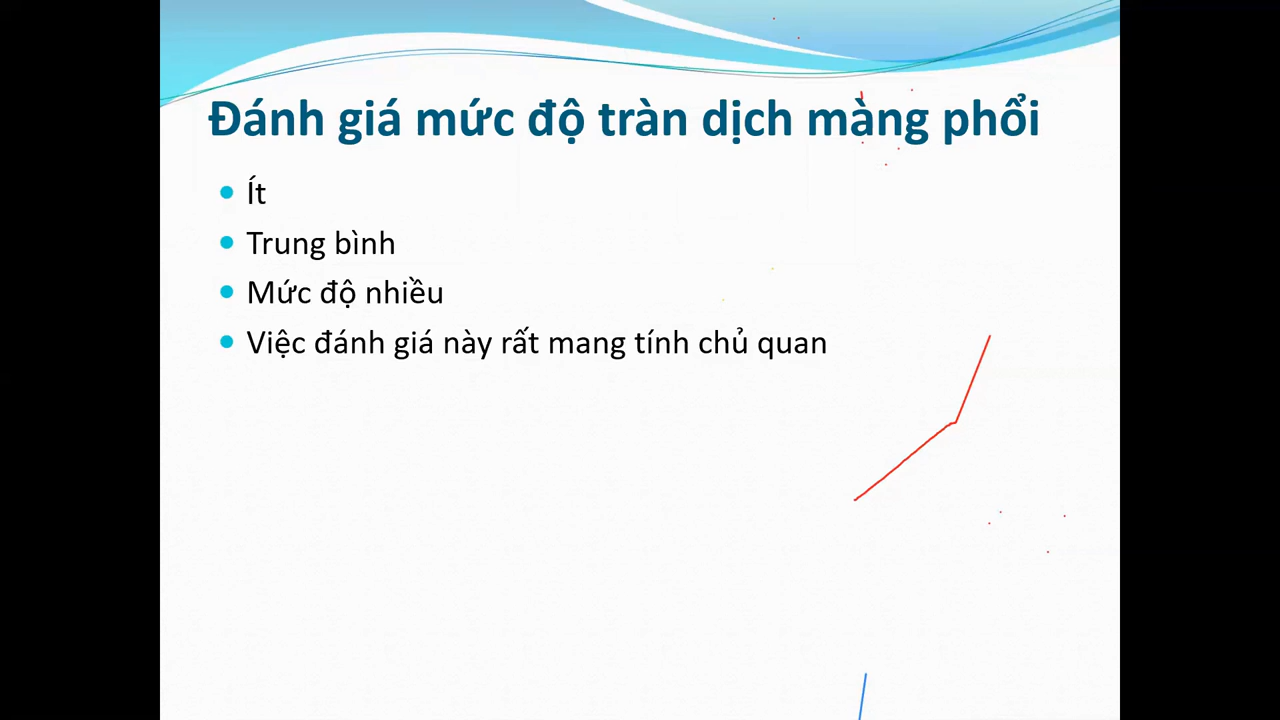 Đánh giá mức độ tràn dịch màng phổi
Ít
Trung bình
Mức độ nhiều
Việc đánh giá này rất mang tính chủ quan